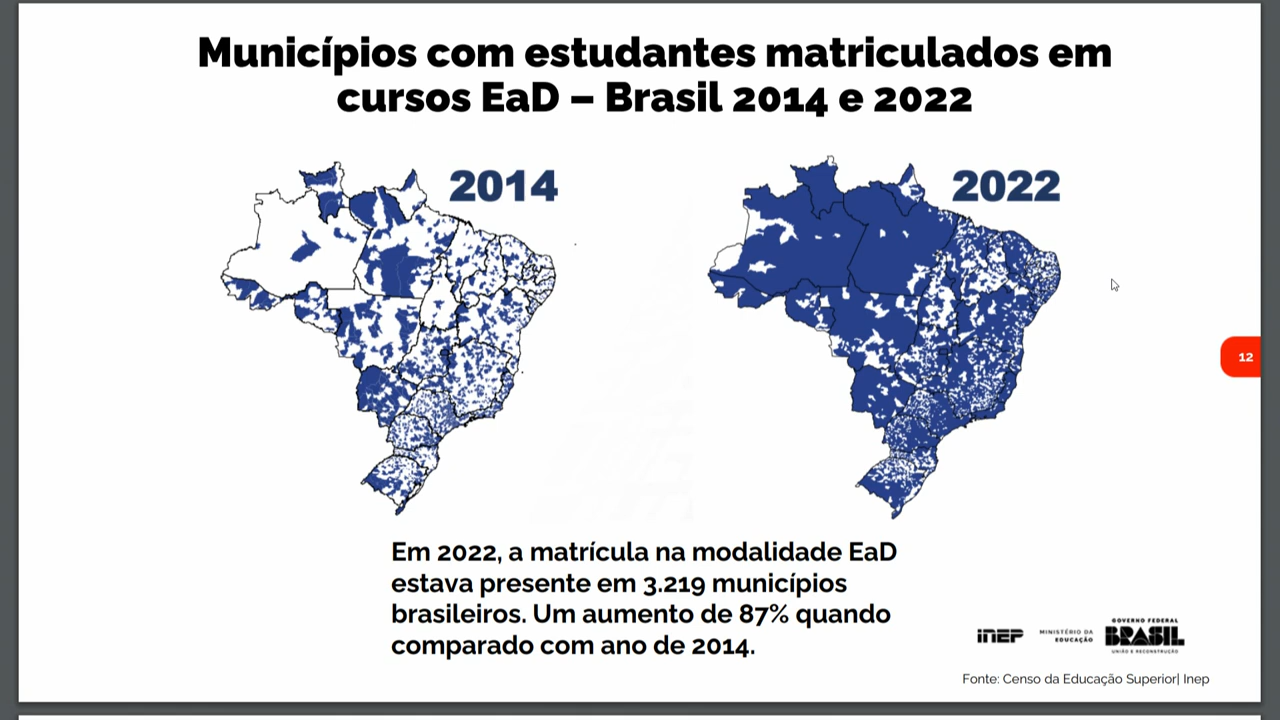 Municípios com estudantes matriculados em
cursos EaD – Brasil 2014 e 2022
2014
2022
12
Em 2022, a matrícula na modalidade EaD
estava presente em 3.219 municípios
brasileiros. Um aumento de 87% quando
comparado com ano de 2014.
inep
MINISTÉRIO DA
EDUCAÇÃO
GOVERNO FEDERAL
BRASIL
UNIÃO E RECONSTRUÇÃO
Fonte: Censo da Educação Superior| Inep